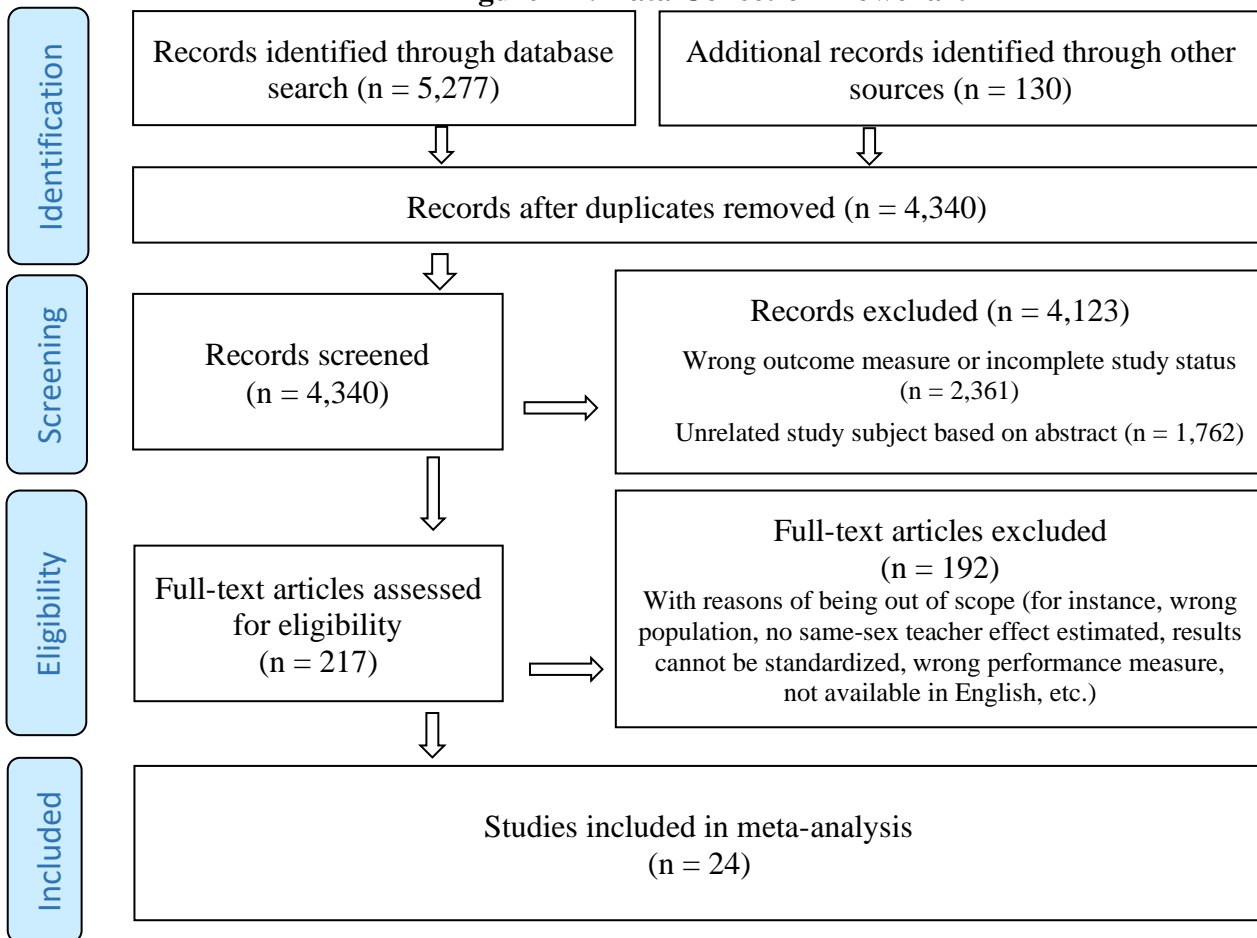 Identification
Records identified through database
search (n = 5,277)
Additional records identified through other
sources (n = 130)
Records after duplicates removed (n = 4,340)
Screening
Records screened
(n = 4,340)
Records excluded (n = 4,123)
Wrong outcome measure or incomplete study status
(n = 2,361)
Unrelated study subject based on abstract (n = 1,762)
Eligibility
Full-text articles assessed
for eligibility
(n = 217)
Full-text articles excluded
(n = 192)
With reasons of being out of scope (for instance, wrong
population, no same-sex teacher effect estimated, results
cannot be standardized, wrong performance measure,
not available in English, etc.)
Included
Studies included in meta-analysis
(n = 24)